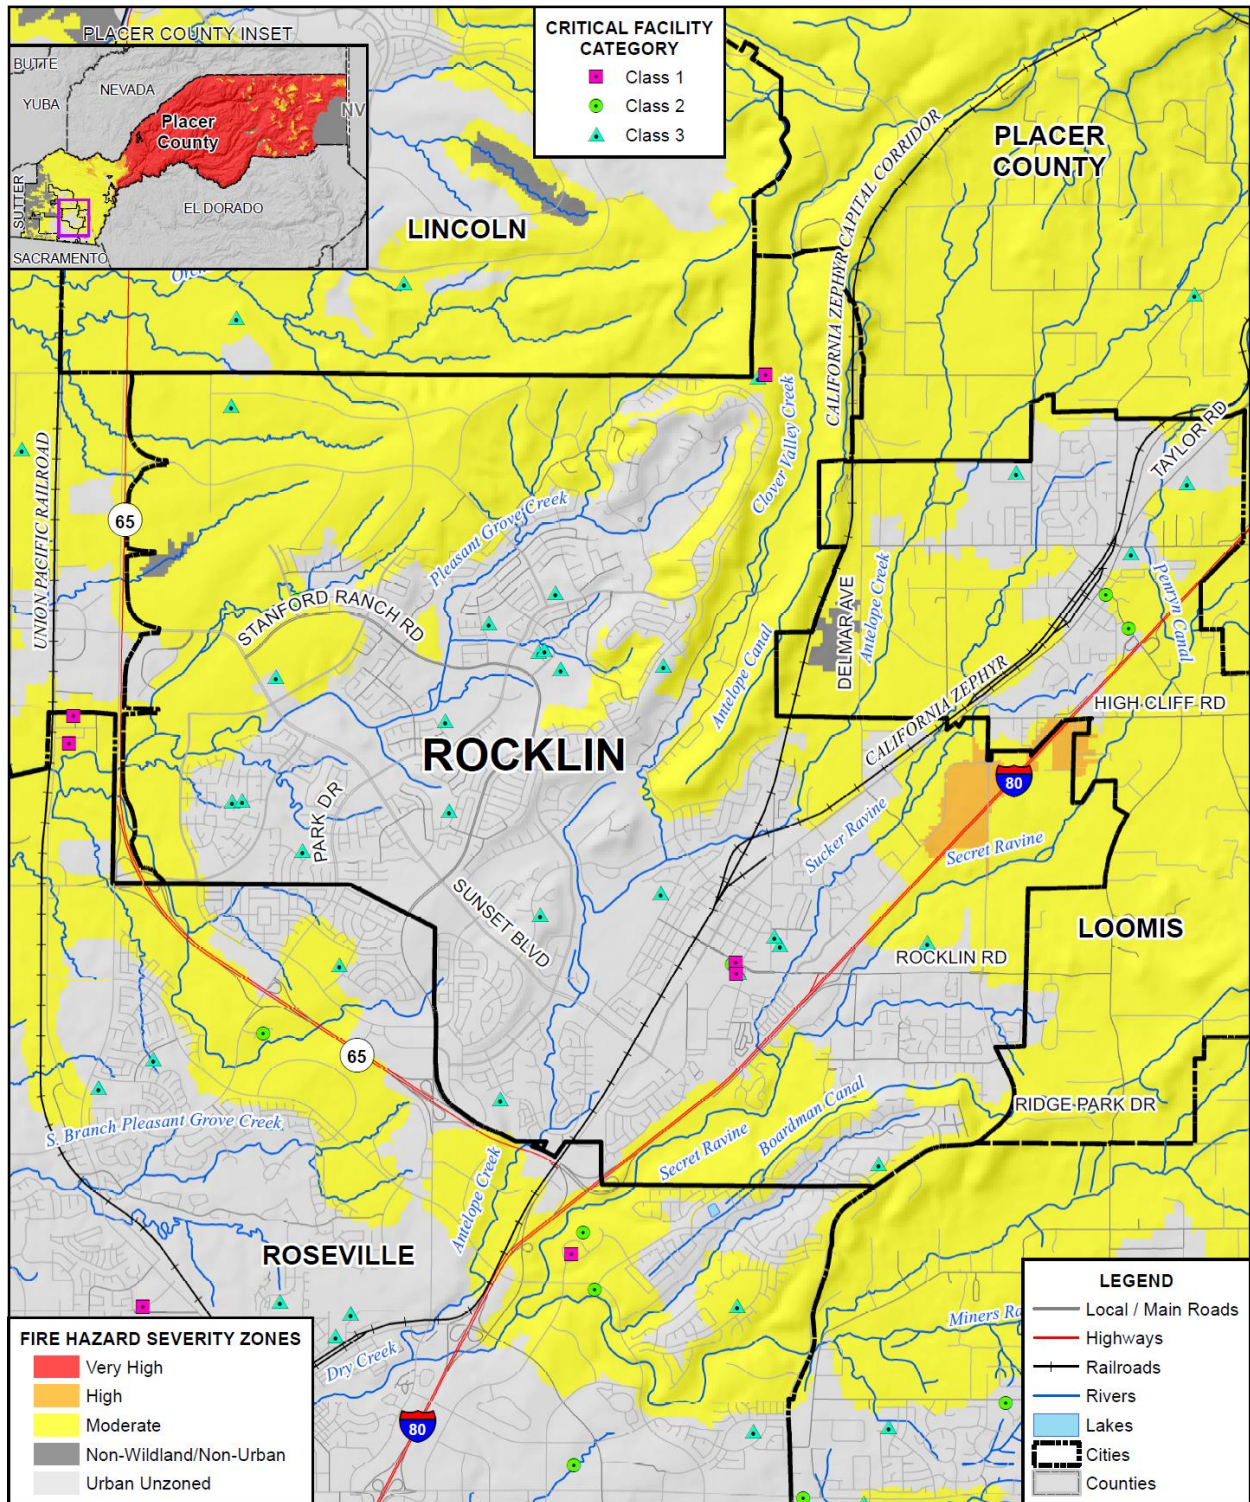 PLACER COUNTY INSET
BUTTE
YUBA
NEVADA
NV
Placer
County
SUTTER
EL DORADO
SACRAMENTO
CRITICAL FACILITY
CATEGORY
Class 1
Class 2
Class 3
PLACER
COUNTY
LINCOLN
CALIFORNIA ZEPHYR CAPITAL CORRIDOR
Clover Valley Creek
TAYLOR RD
UNION PACIFIC RAILROAD
65
Pleasant Grove Creek
STANFORD RANCH RD
DELMAR AVE
Antelope Creek
Penryn Canal
Antelope Canal
HIGH CLIFF RD
CALIFORNIA ZEPHYR
ROCKLIN
80
PARK DR
Sucker Ravine
Secret Ravine
SUNSET BLVD
LOOMIS
ROCKLIN RD
65
S. Branch Pleasant Grove Creek
RIDGE PARK DR
Boardman Canal
Secret Ravine
Antelope Creek
ROSEVILLE
Dry Creek
Miners
80
FIRE HAZARD SEVERITY ZONES
Very High
High
Moderate
Non-Wildland/Non-Urban
Urban Unzoned
LEGEND
Local / Main Roads
Highways
Railroads
Rivers
Lakes
Cities
Counties